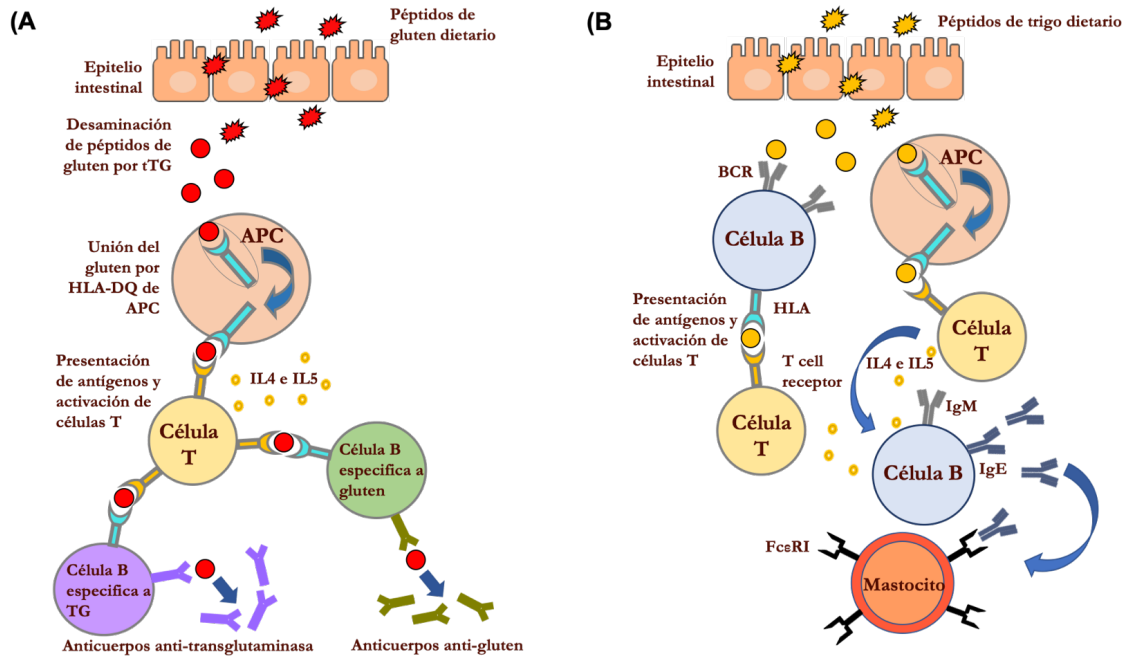 (A)
Péptidos de
gluten dietario
Epitelio
intestinal
Desaminación
de péptidos de
gluten por tTG
APC
Unión del
gluten por
HLA-DQ de
APC
Presentación
de antígenos y
activación de
células T
IL4 e IL5
Célula
T
Célula B
especifica a
gluten
Célula B
especifica a
TG
Anticuerpos anti-transglutaminasa
Anticuerpos anti-gluten
(B
Péptidos de trigo dietario
Epitelio
intestinal
BCR
APC
Célula B
Presentación
de antígenos y
activación de
células T
HLA
Célula
T
T cell
receptor
IL4 e IL5
Célula
T
IgM
Célula B
IgE
FcεRI
Mastocito